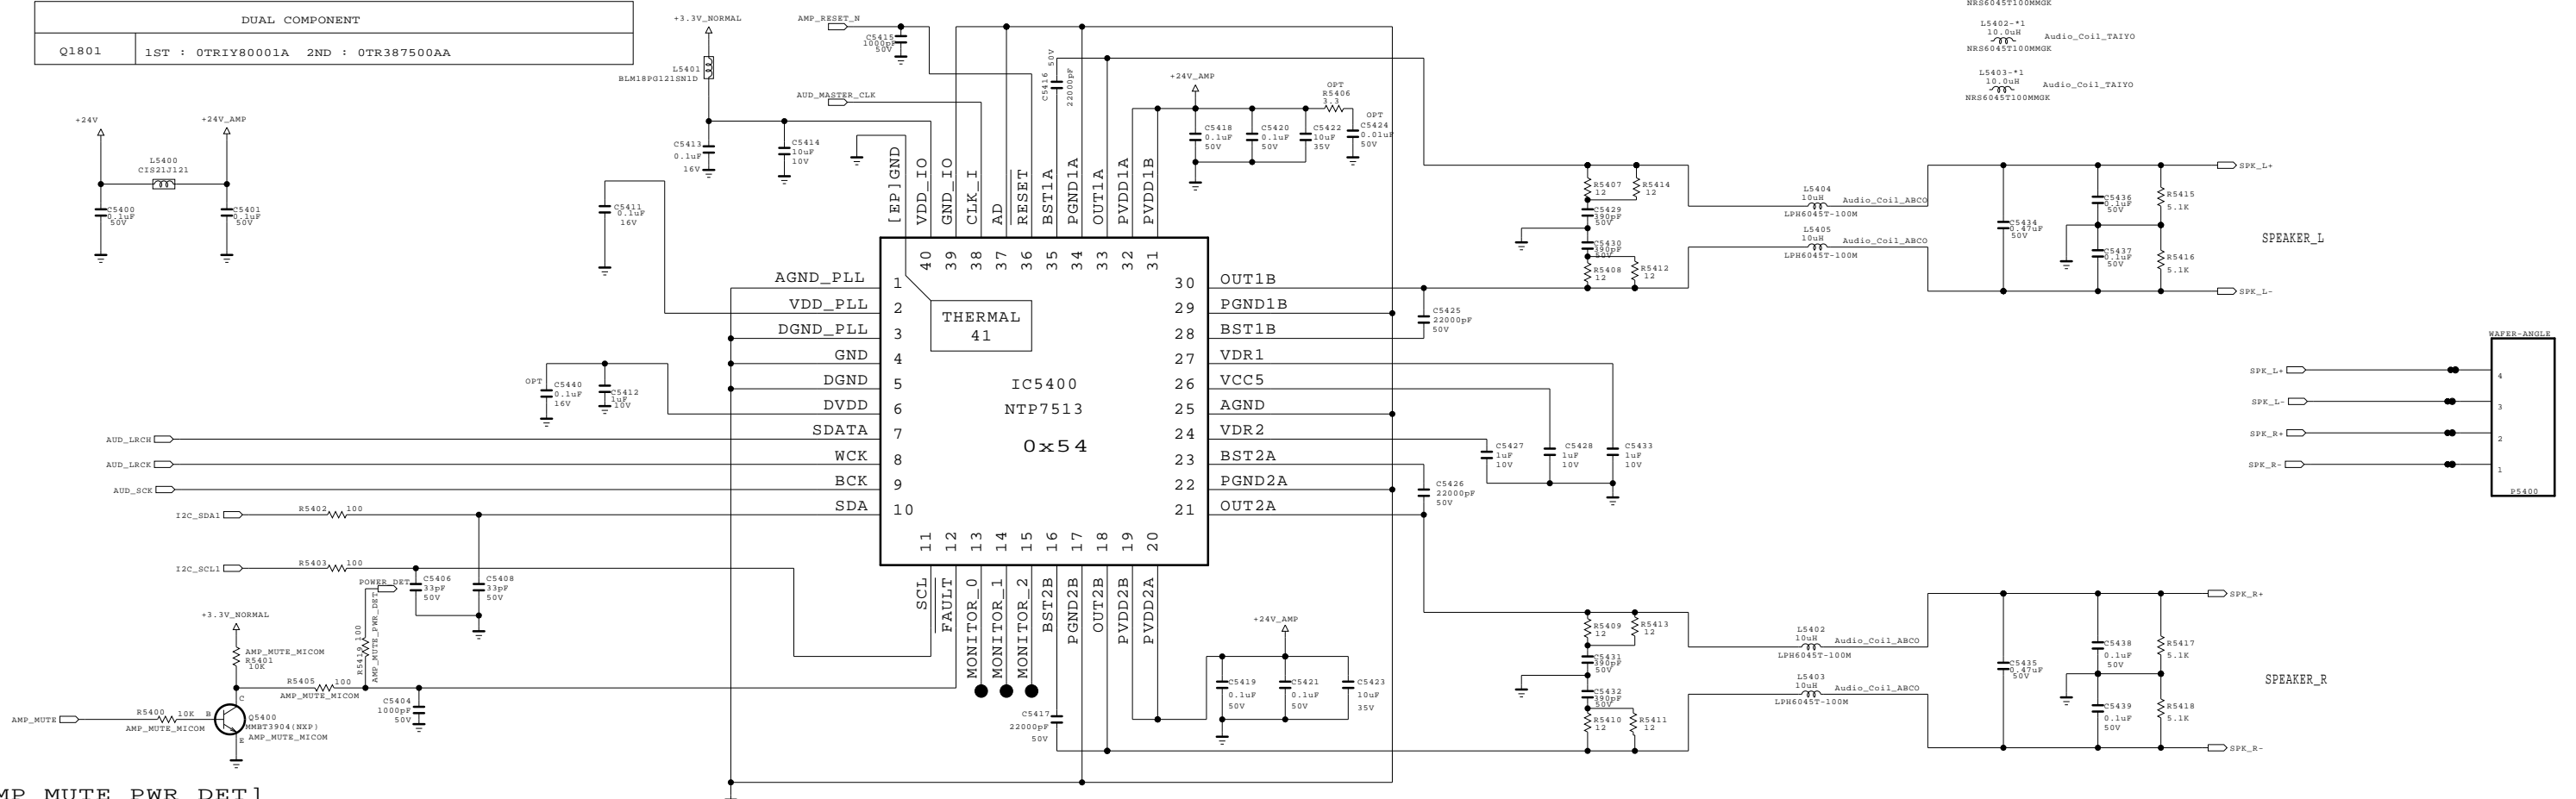 DUAL COMPONENT
Q1801 1ST : 0TRIY80001A 2ND : 0TR387500AA
NRS6045T100MMGK
L5402-*1
10.0uH
Audio_Coil_TAIYO
NRS6045T100MMGK
L5403-*1
10.0uH
Audio_Coil_TAIYO
NRS6045T100MMGK
+24V
+24V_AMP
L5400
CIS21J121
C5400
0.1uF
50V
C5401
0.1uF
50V
+3.3V_NORMAL
L5401
BLM18PG121SN1D
AMP_RESET_N
C5415
1000pF
50V
AUD_MASTER_CLK
C5413
0.1uF
16V
C5414
10uF
10V
C5411
0.1uF
16V
C5416 50V
22000pF
+24V_AMP
C5418
0.1uF
50V
C5420
0.1uF
50V
C5422
10uF
35V
OPT
R5406
3.3
OPT
C5424
0.01uF
50V
[EP]GND
VDD_IO
GND_IO
CLK_I
AD
RESET
BST1A
PGND1A
OUT1A
PVDD1A
PVDD1B
40
39
38
37
36
35
34
33
32
31
AGND_PLL 1
VDD_PLL 2
DGND_PLL 3
GND 4
DGND 5
DVDD 6
SDATA 7
WCK 8
BCK 9
SDA 10
THERMAL
41
IC5400
NTP7513
0x54
30 OUT1B
29 PGND1B
28 BST1B
27 VDR1
26 VCC5
25 AGND
24 VDR2
23 BST2A
22 PGND2A
21 OUT2A
11
12
13
14
15
16
17
18
19
20
SCL
FAULT
MONITOR_0
MONITOR_1
MONITOR_2
BST2B
PGND2B
OUT2B
PVDD2B
PVDD2A
OPT
C5440
0.1uF
16V
C5412
1uF
10V
AUD_LRCH
AUD_LRCK
AUD_SCK
I2C_SDA1
R5402 100
I2C_SCL1
R5403 100
POWER_DET
C5406
33pF
50V
C5408
33pF
50V
+3.3V_NORMAL
AMP_MUTE_MICOM
R5401
10K
R5419 100
AMP_MUTE_PWR_DET
R5405 100
AMP_MUTE_MICOM
C5404
1000pF
50V
AMP_MUTE
R5400 10K
AMP_MUTE_MICOM
B
C
E
Q5400
MMBT3904(NXP)
AMP_MUTE_MICOM
C5425
22000pF
50V
C5427
1uF
10V
C5428
1uF
10V
C5433
1uF
10V
C5426
22000pF
50V
C5417
22000pF
50V
+24V_AMP
C5419
0.1uF
50V
C5421
0.1uF
50V
C5423
10uF
35V
R5407
12
R5414
12
C5429
390pF
50V
C5430
390pF
50V
R5408
12
R5412
12
L5404
10uH
Audio_Coil_ABCO
LPH6045T-100M
L5405
10uH
Audio_Coil_ABCO
LPH6045T-100M
C5434
0.47uF
50V
C5436
0.1uF
50V
C5437
0.1uF
50V
R5415
5.1K
R5416
5.1K
SPK_L+
SPEAKER_L
SPK_L-
WAFER-ANGLE
SPK_L+ 4
SPK_L- 3
SPK_R+ 2
SPK_R- 1
P5400
R5409
12
R5413
12
C5431
390pF
50V
C5432
390pF
50V
R5410
12
R5411
12
L5402
10uH
Audio_Coil_ABCO
LPH6045T-100M
L5403
10uH
Audio_Coil_ABCO
LPH6045T-100M
C5435
0.47uF
50V
C5438
0.1uF
50V
C5439
0.1uF
50V
R5417
5.1K
R5418
5.1K
SPK_R+
SPEAKER_R
SPK_R-
MP MUTE PWR DET]